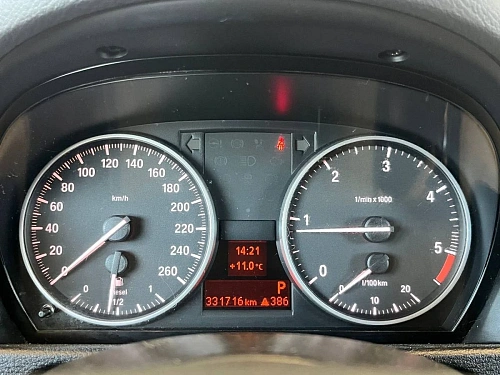 100 120 140
80 160
60 180
40 200
20 220
0 240
260
km/h
0 1/2 1
Diesel
14:21
+11.0°C
P
331716 km ▲386
0 1 2 3 4 5
1/min x 1000
0 10 20
l/100km